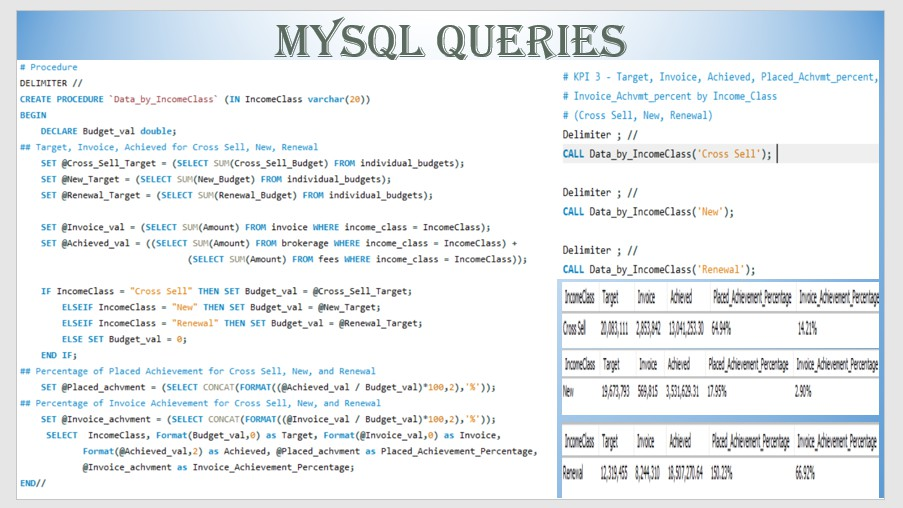 MYSQL QUERIES
# Procedure
DELIMITER //
CREATE PROCEDURE `Data_by_IncomeClass` (IN IncomeClass varchar(20))
BEGIN
DECLARE Budget_val double;
## Target, Invoice, Achieved for Cross Sell, New, Renewal
SET @Cross_Sell_Target = (SELECT SUM(Cross_Sell_Budget) FROM individual_budgets);
SET @New_Target = (SELECT SUM(New_Budget) FROM individual_budgets);
SET @Renewal_Target = (SELECT SUM(Renewal_Budget) FROM individual_budgets);
SET @Invoice_val = (SELECT SUM(Amount) FROM invoice WHERE income_class = IncomeClass);
SET @Achieved_val = ((SELECT SUM(Amount) FROM brokerage WHERE income_class = IncomeClass) +
(SELECT SUM(Amount) FROM fees WHERE income_class = IncomeClass));
IF IncomeClass = "Cross Sell" THEN SET Budget_val = @Cross_Sell_Target;
ELSEIF IncomeClass = "New" THEN SET Budget_val = @New_Target;
ELSEIF IncomeClass = "Renewal" THEN SET Budget_val = @Renewal_Target;
ELSE SET Budget_val = 0;
END IF;
## Percentage of Placed Achievement for Cross Sell, New, and Renewal
SET @Placed_achvment = (SELECT CONCAT(FORMAT((@Achieved_val / Budget_val)*100,2),'%'));
## Percentage of Invoice Achievement for Cross Sell, New, and Renewal
SET @Invoice_achvment = (SELECT CONCAT(FORMAT((@Invoice_val / Budget_val)*100,2),'%'));
SELECT IncomeClass, Format(Budget_val,0) as Target, Format(@Invoice_val,0) as Invoice,
Format(@Achieved_val,2) as Achieved, @Placed_achvment as Placed_Achievement_Percentage,
@Invoice_achvment as Invoice_Achievement_Percentage;
END//
# KPI 3 - Target, Invoice, Achieved, Placed_Achvmt_percent,
# Invoice_Achvmt_percent by Income_Class
# (Cross Sell, New, Renewal)
Delimiter ; //
CALL Data_by_IncomeClass('Cross Sell');
Delimiter ; //
CALL Data_by_IncomeClass('New');
Delimiter ; //
CALL Data_by_IncomeClass('Renewal');
IncomeClass Target Invoice Achieved Placed_Achievement_Percentage Invoice_Achievement_Percentage
Cross Sell 20,083,111 2,853,842 13,041,253.30 64.94% 14.21%
IncomeClass Target Invoice Achieved Placed_Achievement_Percentage Invoice_Achievement_Percentage
New 19,673,793 569,815 3,531,629.31 17.95% 2.90%
IncomeClass Target Invoice Achieved Placed_Achievement_Percentage Invoice_Achievement_Percentage
Renewal 12,319,455 8,244,310 18,507,270.64 150.23% 66.92%